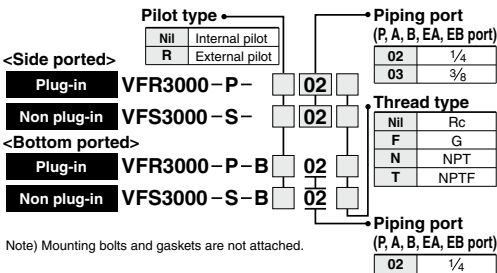 Pilot type
Nil Internal pilot
R External pilot
Piping port
(P, A, B, EA, EB port)
02 1⁄4
03 3⁄8
<Side ported>
Plug-in VFR3000–P– 02
Non plug-in VFS3000–S– 02
Thread type
Nil Rc
F G
N NPT
T NPTF
<Bottom ported>
Plug-in VFR3000–P–B 02
Non plug-in VFS3000–S–B 02
Note) Mounting bolts and gaskets are not attached.
Piping port
(P, A, B, EA, EB port)
02 1⁄4